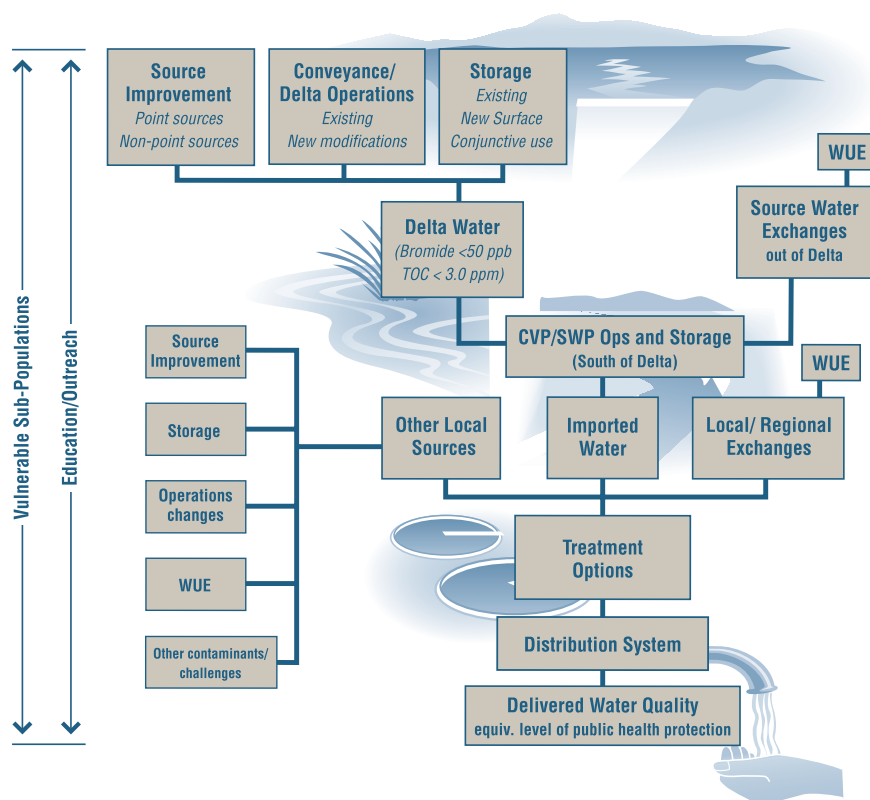 Source
Improvement
Point sources
Non-point sources
Conveyance/
Delta Operations
Existing
New modifications
Storage
Existing
New Surface
Conjunctive use
WUE
Source Water
Exchanges
out of Delta
Delta Water
(Bromide <50 ppb
TOC < 3.0 ppm)
CVP/SWP Ops and Storage
(South of Delta)
WUE
Vulnerable Sub-Populations
Education/Outreach
Source
Improvement
Storage
Operations
changes
WUE
Other contaminants/
challenges
Other Local
Sources
Imported
Water
Local/ Regional
Exchanges
Treatment
Options
Distribution System
Delivered Water Quality
equiv. level of public health protection